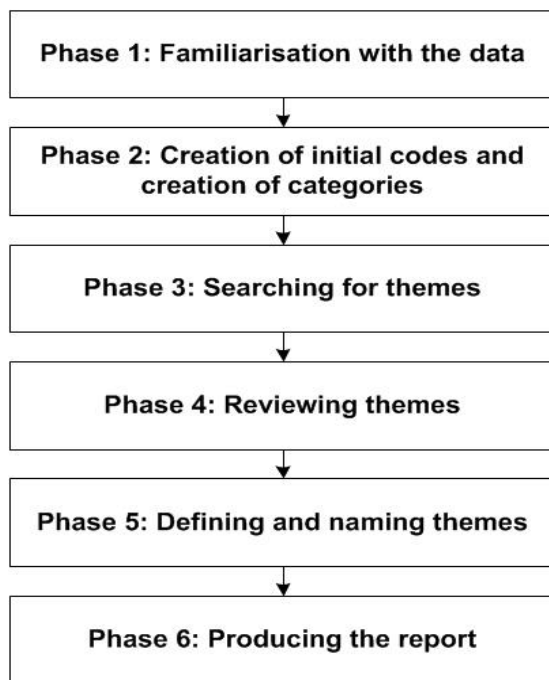 Phase 1: Familiarisation with the data
Phase 2: Creation of initial codes and
creation of categories
Phase 3: Searching for themes
Phase 4: Reviewing themes
Phase 5: Defining and naming themes
Phase 6: Producing the report